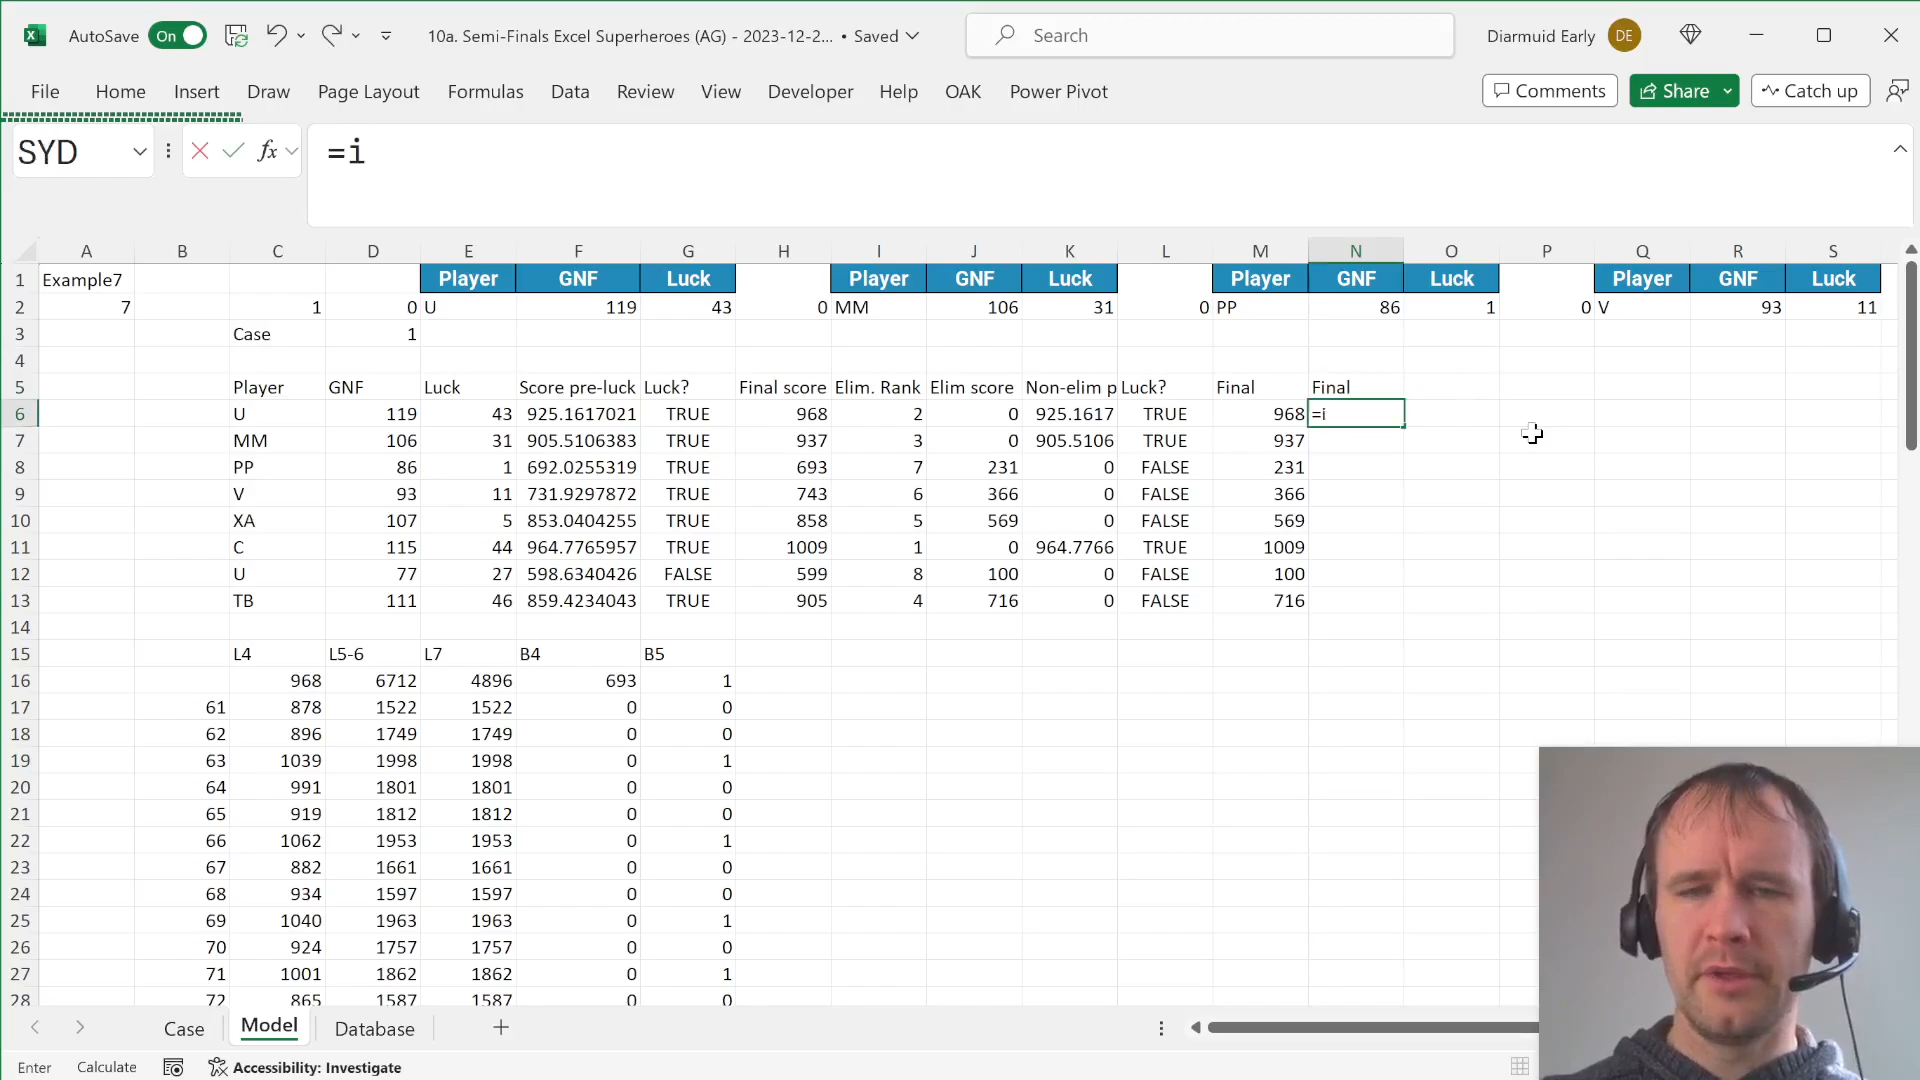 AutoSave On 10a. Semi-Finals Excel Superheroes (AG) - 2023-12-2... • Saved Search Diarmuid Early DE
File Home Insert Draw Page Layout Formulas Data Review View Developer Help OAK Power Pivot Comments Share Catch up
SYD fx =i
A B C D E F G H I J K L M N O P Q R S
1 Example7 Player GNF Luck Player GNF Luck Player GNF Luck Player GNF Luck
2 7 1 0 U 119 43 0 MM 106 31 0 PP 86 1 0 V 93 11
3 Case 1
4
5 Player GNF Luck Score pre-luck Luck? Final score Elim. Rank Elim score Non-elim p Luck? Final Final
6 U 119 43 925.1617021 TRUE 968 2 0 925.1617 TRUE 968 =i
7 MM 106 31 905.5106383 TRUE 937 3 0 905.5106 TRUE 937
8 PP 86 1 692.0255319 TRUE 693 7 231 0 FALSE 231
9 V 93 11 731.9297872 TRUE 743 6 366 0 FALSE 366
10 XA 107 5 853.0404255 TRUE 858 5 569 0 FALSE 569
11 C 115 44 964.7765957 TRUE 1009 1 0 964.7766 TRUE 1009
12 U 77 27 598.6340426 FALSE 599 8 100 0 FALSE 100
13 TB 111 46 859.4234043 TRUE 905 4 716 0 FALSE 716
14
15 L4 L5-6 L7 B4 B5
16 968 6712 4896 693 1
17 61 878 1522 1522 0 0
18 62 896 1749 1749 0 0
19 63 1039 1998 1998 0 1
20 64 991 1801 1801 0 0
21 65 919 1812 1812 0 0
22 66 1062 1953 1953 0 1
23 67 882 1661 1661 0 0
24 68 934 1597 1597 0 0
25 69 1040 1963 1963 0 1
26 70 924 1757 1757 0 0
27 71 1001 1862 1862 0 1
28 72 865 1587 1587 0 0
Case Model Database
Enter Calculate Accessibility: Investigate